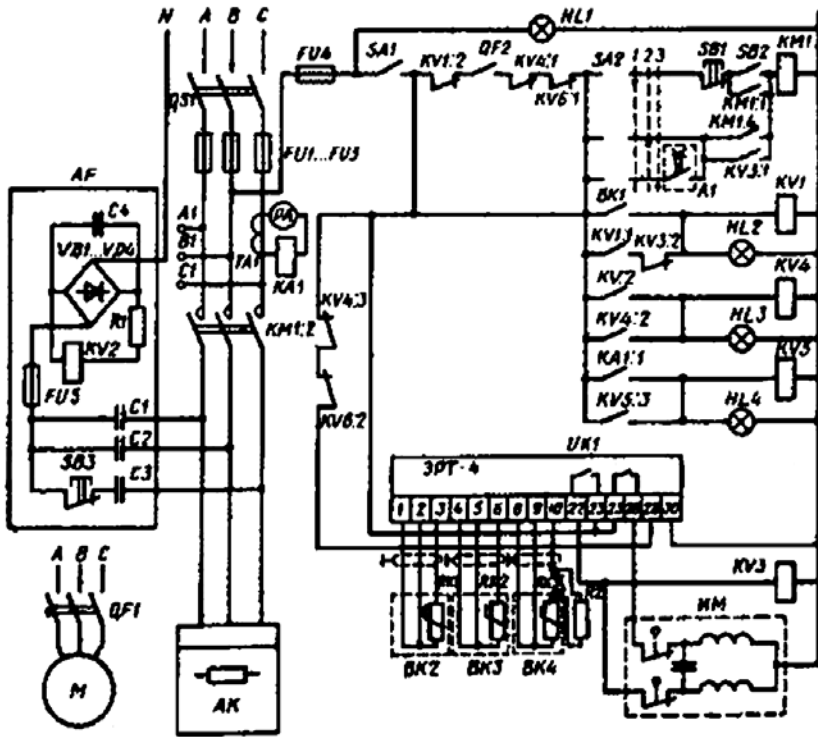 N A B C
HL1
FU4 SA1 KV1:2 QF2 KV4:1 KV6:1 SA2 1 2 3 SB1 SB2 KM1
QS1
KM1:1
KM1:4
FU1...FU3
KV3:1
A1
AF
C4
A1
B1
C1
PA
TA1
KA1
BK1
KV1
KV1:1 KV3:2 HL2
VD1...VD4
KV2 KV4
R1
KV2
KV4:3
KM1:2
KV4:2 HL3
KA1:1 KV5
FU5
C1
KV6:2
KV5:3 HL4
C2
SB3 C3
UK1
ЭРТ-4
1 2 3 4 5 6 8 9 10 27 23 25 26 28 30
A B C
QF1
KV3
ИМ
BK2 BK3 BK4
M
AK